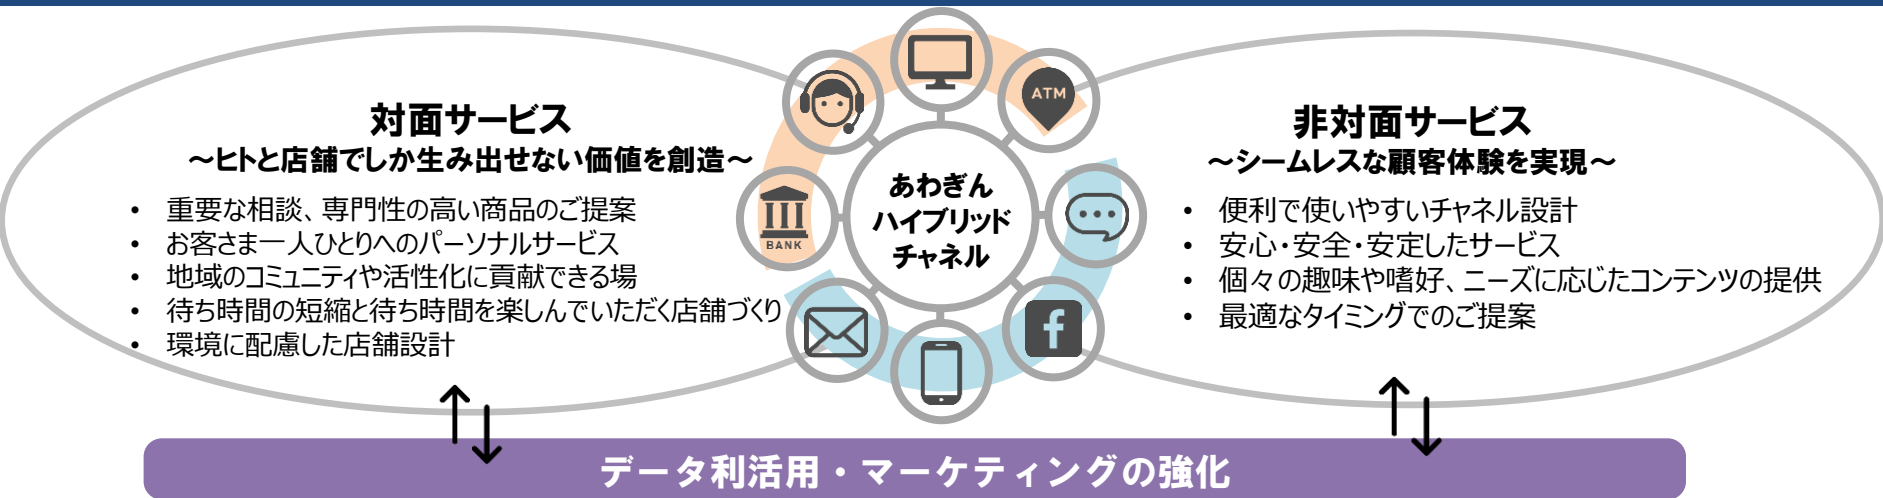 対面サービス
～ヒトと店舗でしか生み出せない価値を創造～
• 重要な相談、専門性の高い商品のご提案
• お客さま一人ひとりへのパーソナルサービス
• 地域のコミュニティや活性化に貢献できる場
• 待ち時間の短縮と待ち時間を楽しんでいただく店舗づくり
• 環境に配慮した店舗設計
ATM
BANK
f
あわぎん
ハイブリッド
チャネル
非対面サービス
～シームレスな顧客体験を実現～
• 便利で使いやすいチャネル設計
• 安心・安全・安定したサービス
• 個々の趣味や嗜好、ニーズに応じたコンテンツの提供
• 最適なタイミングでのご提案
データ利活用・マーケティングの強化